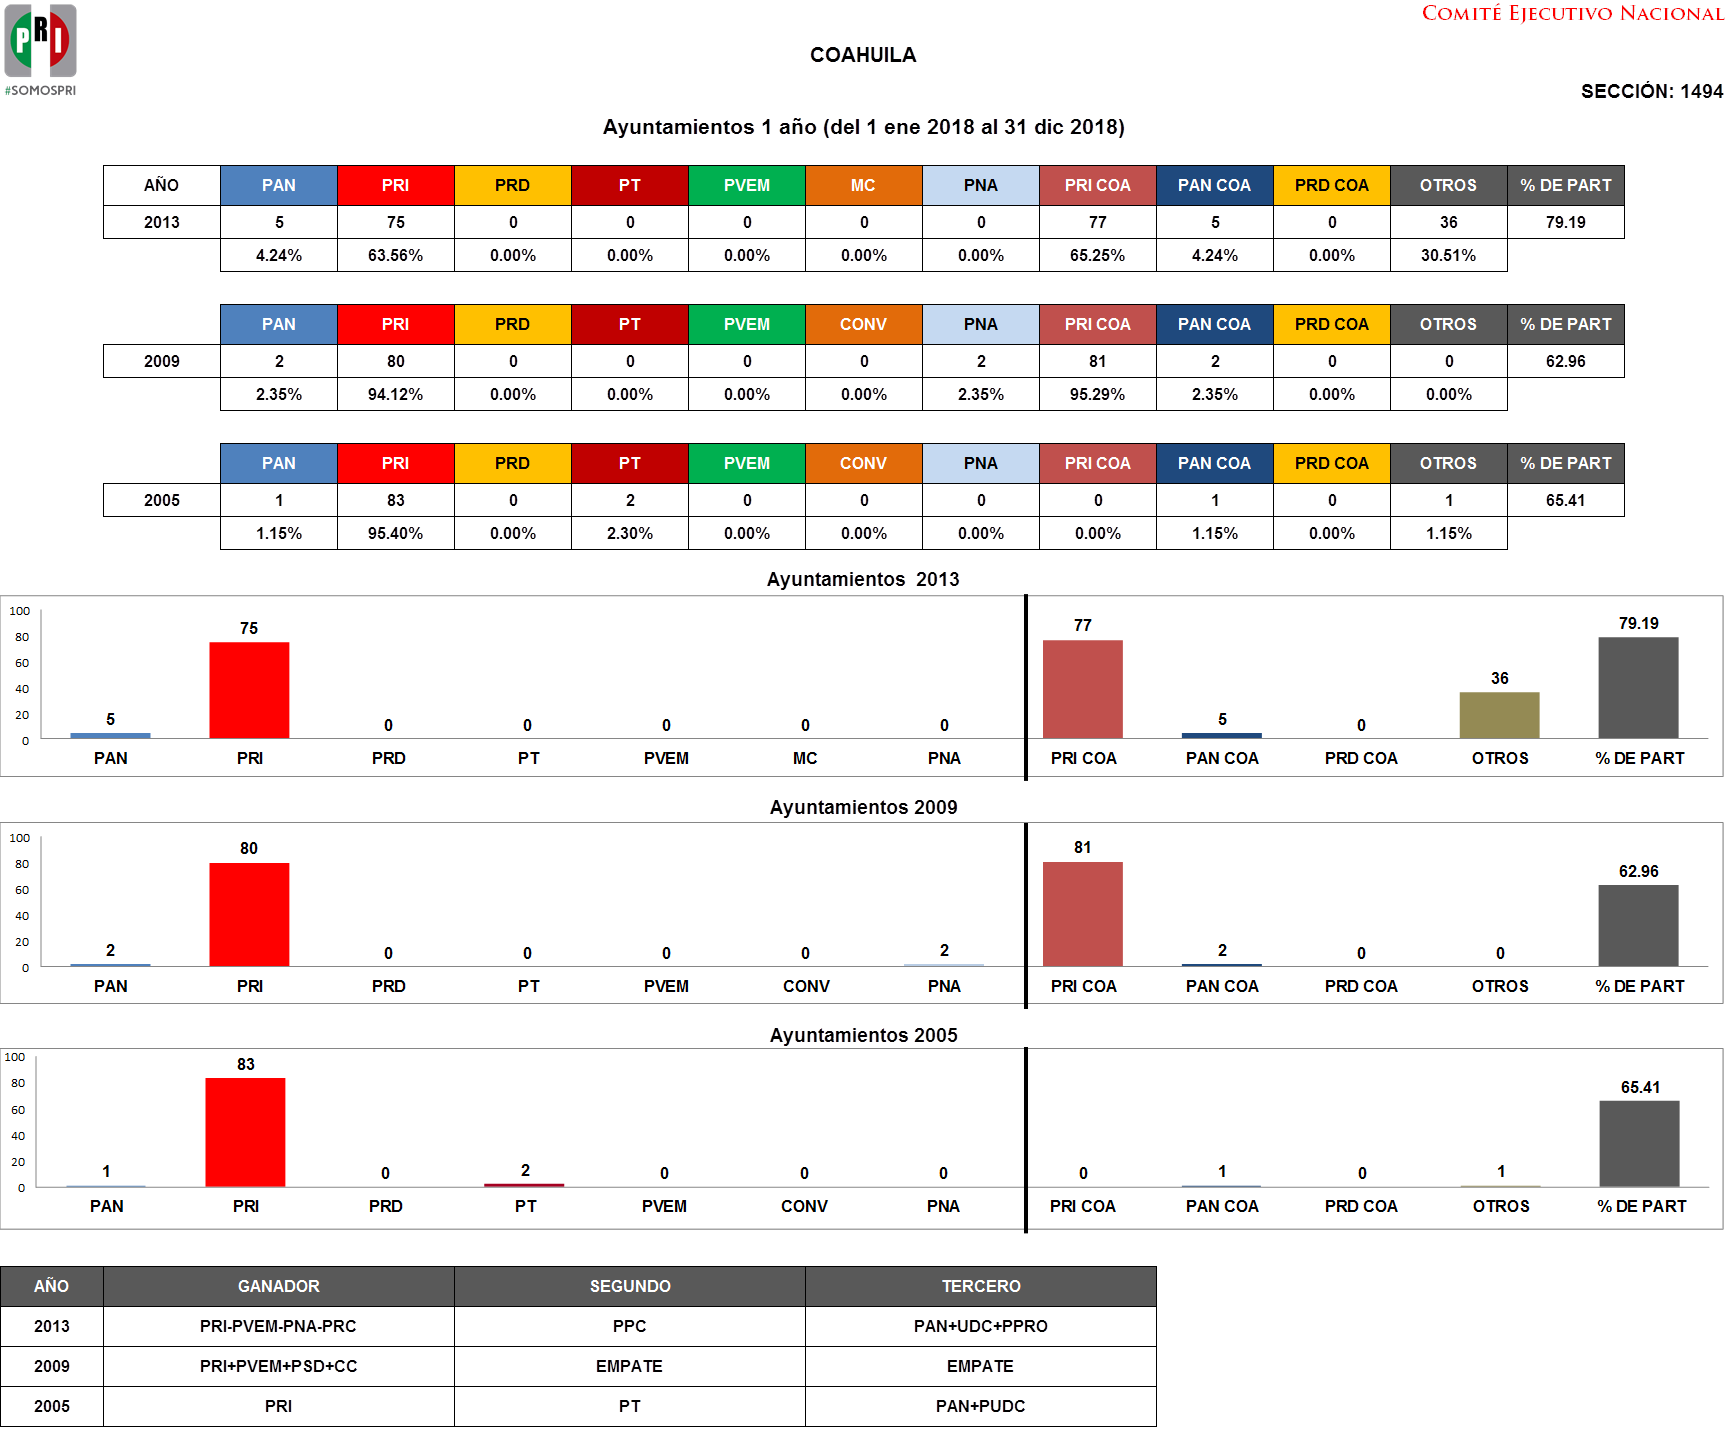 COMITÉ EJECUTIVO NACIONAL
PRI
#SOMOSPRI
COAHUILA
SECCIÓN: 1494
Ayuntamientos 1 año (del 1 ene 2018 al 31 dic 2018)
AÑO PAN PRI PRD PT PVEM MC PNA PRI COA PAN COA PRD COA OTROS % DE PART
2013 5 75 0 0 0 0 0 77 5 0 36 79.19
4.24% 63.56% 0.00% 0.00% 0.00% 0.00% 0.00% 65.25% 4.24% 0.00% 30.51%
PAN PRI PRD PT PVEM CONV PNA PRI COA PAN COA PRD COA OTROS % DE PART
2009 2 80 0 0 0 0 2 81 2 0 0 62.96
2.35% 94.12% 0.00% 0.00% 0.00% 0.00% 2.35% 95.29% 2.35% 0.00% 0.00%
PAN PRI PRD PT PVEM CONV PNA PRI COA PAN COA PRD COA OTROS % DE PART
2005 1 83 0 2 0 0 0 0 1 0 1 65.41
1.15% 95.40% 0.00% 2.30% 0.00% 0.00% 0.00% 0.00% 1.15% 0.00% 1.15%
Ayuntamientos 2013
100
80
60
40
20
0
5 75 0 0 0 0 0 77 5 0 36 79.19
PAN PRI PRD PT PVEM MC PNA PRI COA PAN COA PRD COA OTROS % DE PART
Ayuntamientos 2009
100
80
60
40
20
0
2 80 0 0 0 0 2 81 2 0 0 62.96
PAN PRI PRD PT PVEM CONV PNA PRI COA PAN COA PRD COA OTROS % DE PART
Ayuntamientos 2005
100
80
60
40
20
0
1 83 0 2 0 0 0 0 1 0 1 65.41
PAN PRI PRD PT PVEM CONV PNA PRI COA PAN COA PRD COA OTROS % DE PART
AÑO GANADOR SEGUNDO TERCERO
2013 PRI-PVEM-PNA-PRC PPC PAN+UDC+PPRO
2009 PRI+PVEM+PSD+CC EMPATE EMPATE
2005 PRI PT PAN+PUDC